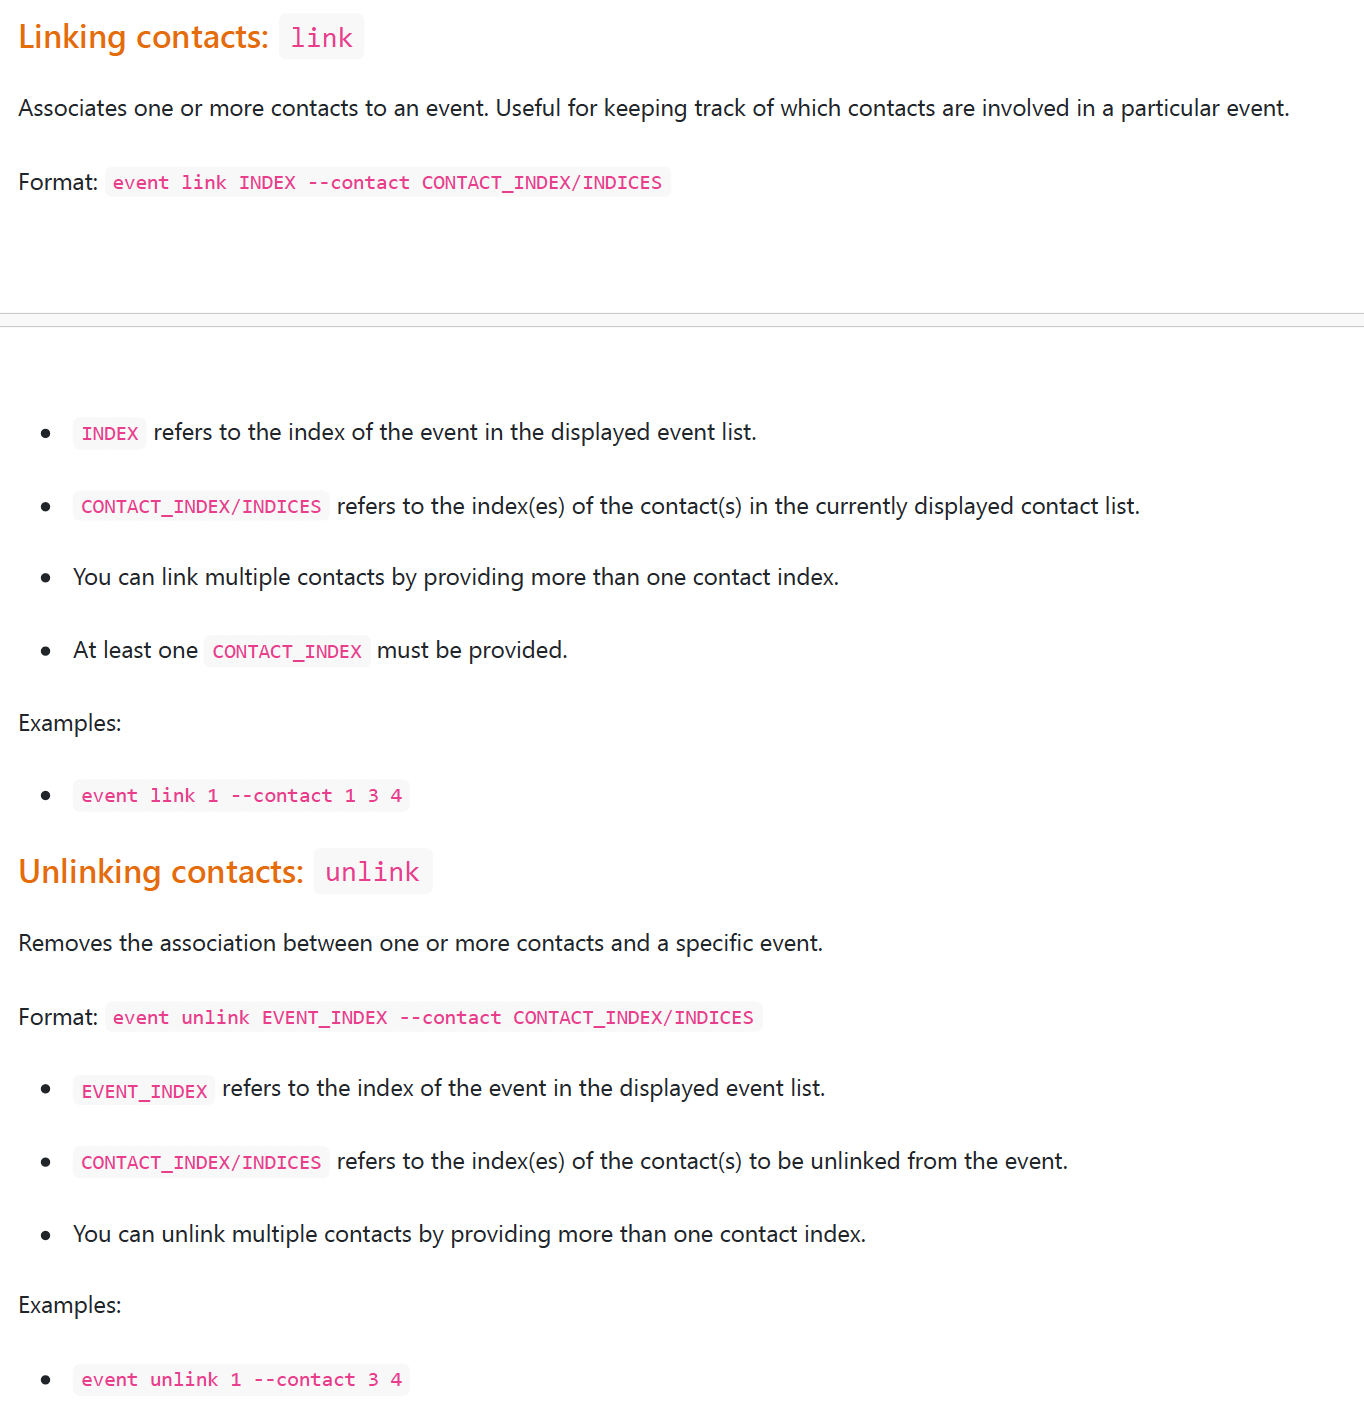 Linking contacts: link
Associates one or more contacts to an event. Useful for keeping track of which contacts are involved in a particular event.
Format: event link INDEX --contact CONTACT_INDEX/INDICES
• INDEX refers to the index of the event in the displayed event list.
• CONTACT_INDEX/INDICES refers to the index(es) of the contact(s) in the currently displayed contact list.
• You can link multiple contacts by providing more than one contact index.
• At least one CONTACT_INDEX must be provided.
Examples:
• event link 1 --contact 1 3 4
Unlinking contacts: unlink
Removes the association between one or more contacts and a specific event.
Format: event unlink EVENT_INDEX --contact CONTACT_INDEX/INDICES
• EVENT_INDEX refers to the index of the event in the displayed event list.
• CONTACT_INDEX/INDICES refers to the index(es) of the contact(s) to be unlinked from the event.
• You can unlink multiple contacts by providing more than one contact index.
Examples:
• event unlink 1 --contact 3 4